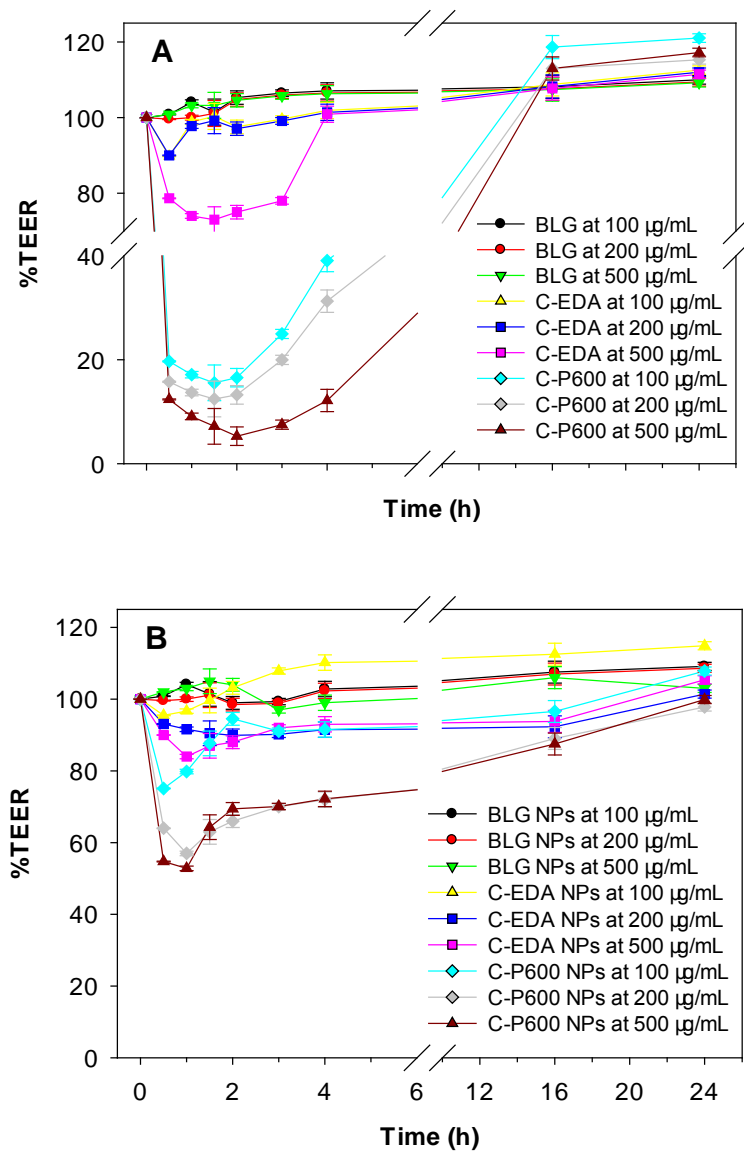 A
120
100
80
40
20
0
%TEER
BLG at 100 µg/mL
BLG at 200 µg/mL
BLG at 500 µg/mL
C-EDA at 100 µg/mL
C-EDA at 200 µg/mL
C-EDA at 500 µg/mL
C-P600 at 100 µg/mL
C-P600 at 200 µg/mL
C-P600 at 500 µg/mL
Time (h)
B
120
100
80
60
40
20
0
%TEER
BLG NPs at 100 µg/mL
BLG NPs at 200 µg/mL
BLG NPs at 500 µg/mL
C-EDA NPs at 100 µg/mL
C-EDA NPs at 200 µg/mL
C-EDA NPs at 500 µg/mL
C-P600 NPs at 100 µg/mL
C-P600 NPs at 200 µg/mL
C-P600 NPs at 500 µg/mL
0 2 4 6 12 16 20 24
Time (h)